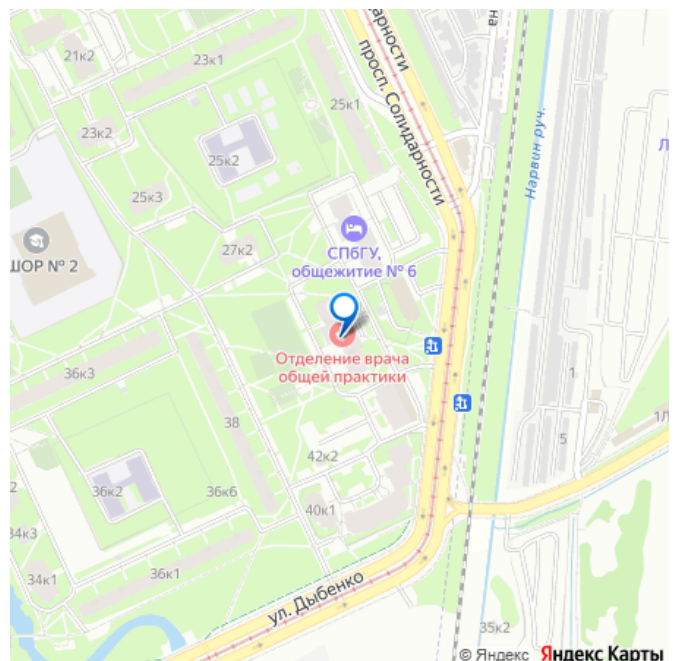 21к2
23к1
дарности
на
просп. Солидарности
25к1
23к2
25к2
Нарвин руч.
Л
25к3
27к2
СПбГУ,
общежитие № 6
ШОР № 2
Отделение врача
общей практики
36к3
1
38
1Л
5
42к2
2
36к2
36к6
40к1
34к3
34к1
36к1
ул. Дыбенко
35к2
© Яндекс Яндекс Карты